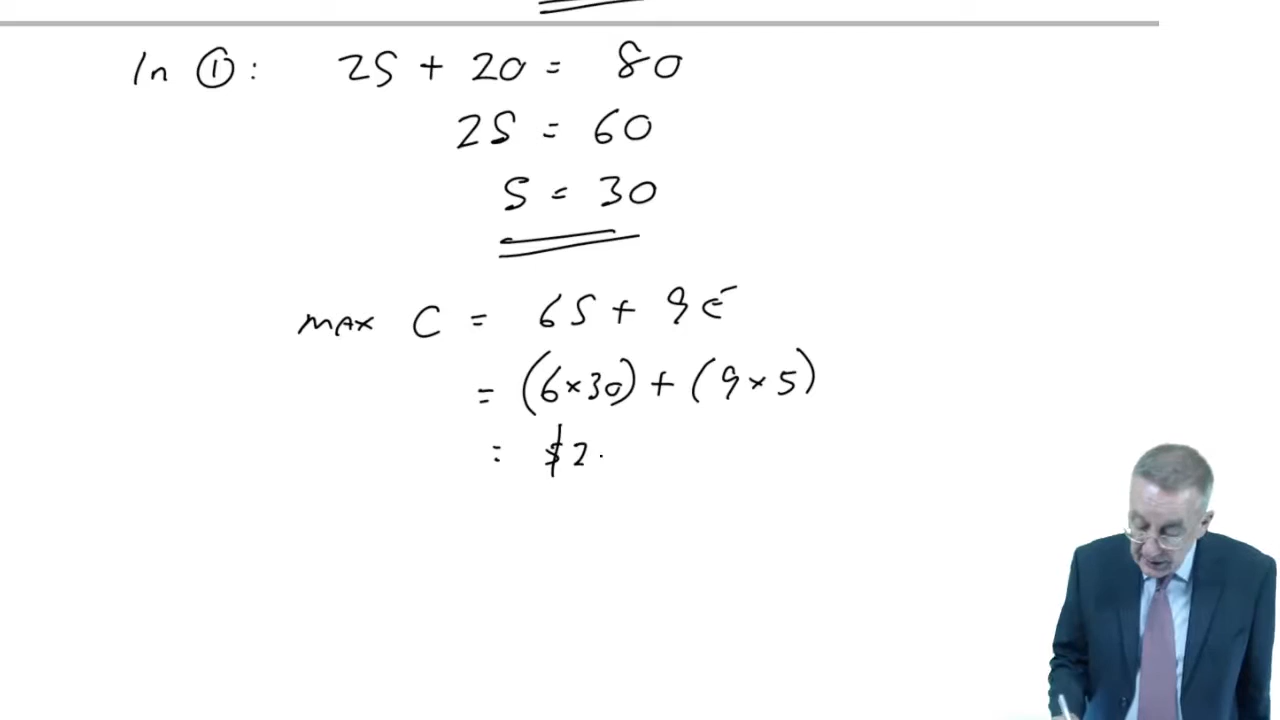 In ①: 2S + 20 = 80
2S = 60
S = 30
max C = 6S + 9E
= (6×30) + (9×5)
= $2.